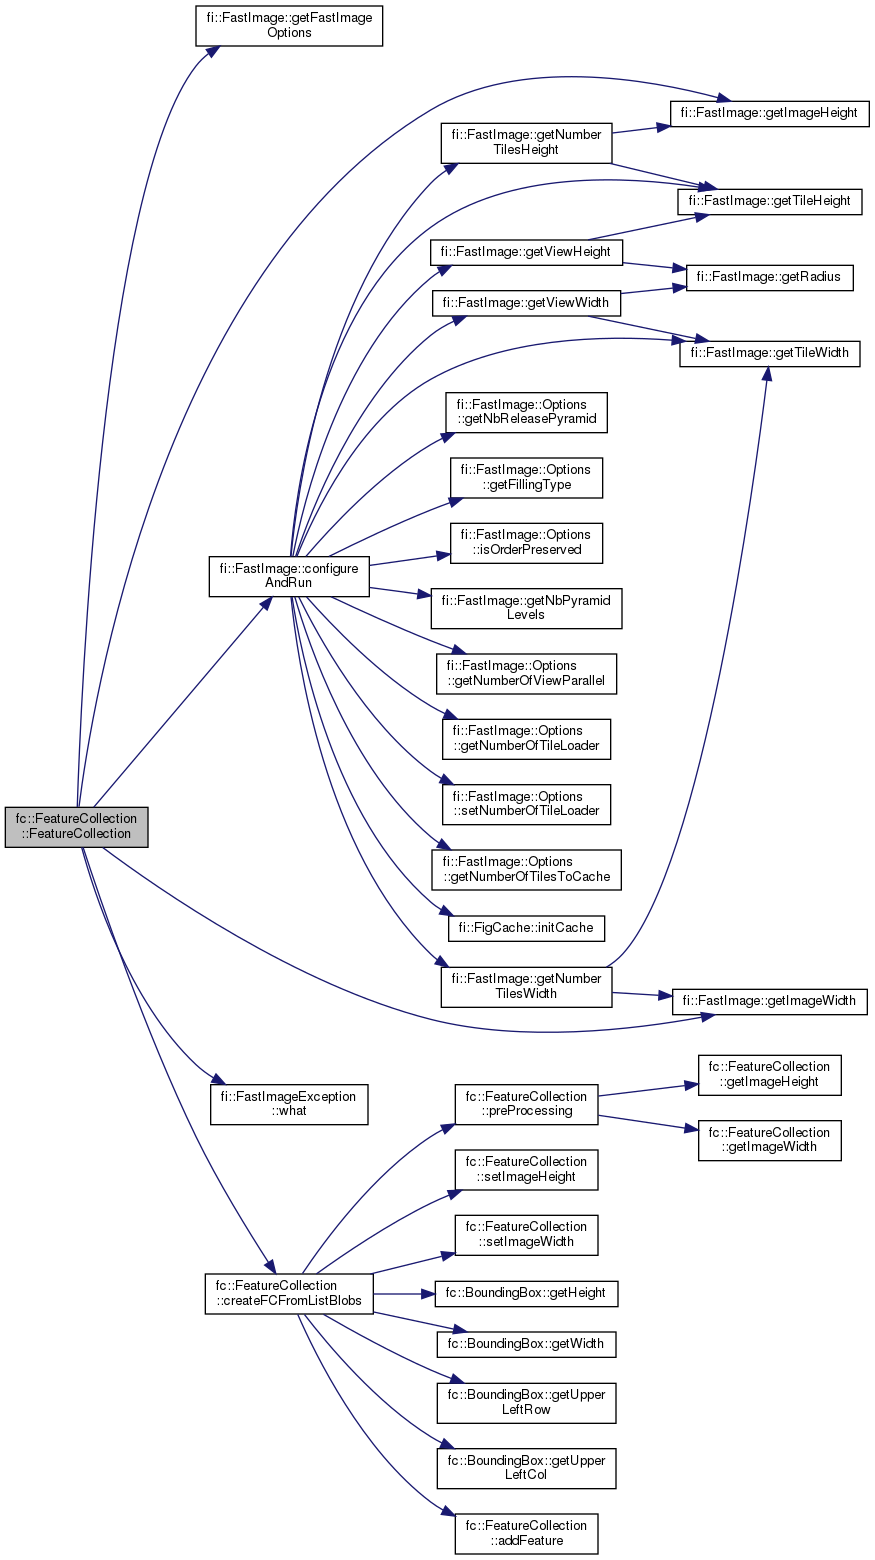 fi::FastImage::getFastImage
Options
fi::FastImage::getImageHeight
fi::FastImage::getNumber
TilesHeight
fi::FastImage::getTileHeight
fi::FastImage::getViewHeight
fi::FastImage::getRadius
fi::FastImage::getViewWidth
fi::FastImage::getTileWidth
fi::FastImage::Options
::getNbReleasePyramid
fi::FastImage::Options
::getFillingType
fi::FastImage::Options
::isOrderPreserved
fi::FastImage::configure
AndRun
fi::FastImage::getNbPyramid
Levels
fi::FastImage::Options
::getNumberOfViewParallel
fi::FastImage::Options
::getNumberOfTileLoader
fi::FastImage::Options
::setNumberOfTileLoader
fc::FeatureCollection
::FeatureCollection
fi::FastImage::Options
::getNumberOfTilesToCache
fi::FigCache::initCache
fi::FastImage::getNumber
TilesWidth
fi::FastImage::getImageWidth
fi::FastImageException
::what
fc::FeatureCollection
::preProcessing
fc::FeatureCollection
::getImageHeight
fc::FeatureCollection
::getImageWidth
fc::FeatureCollection
::setImageHeight
fc::FeatureCollection
::setImageWidth
fc::FeatureCollection
::createFCFromListBlobs
fc::BoundingBox::getHeight
fc::BoundingBox::getWidth
fc::BoundingBox::getUpper
LeftRow
fc::BoundingBox::getUpper
LeftCol
fc::FeatureCollection
::addFeature